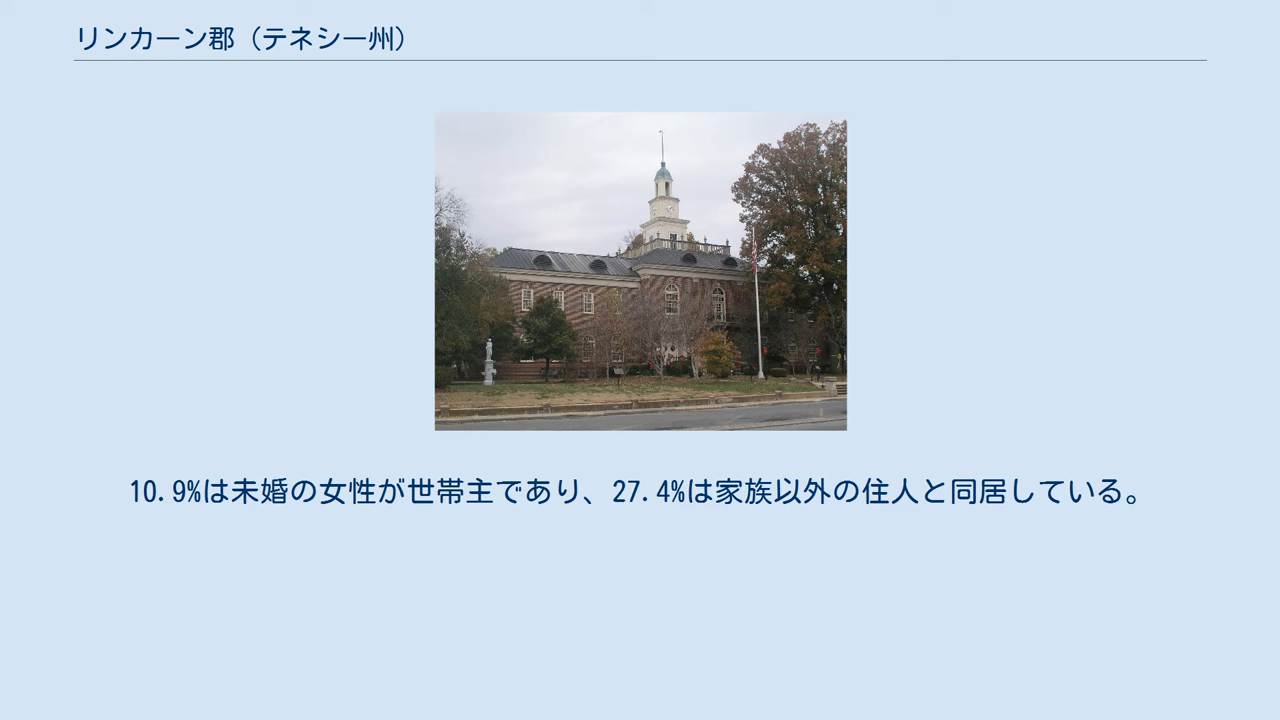 リンカーン郡（テネシー州）
10.9%は未婚の女性が世帯主であり、27.4%は家族以外の住人と同居している。